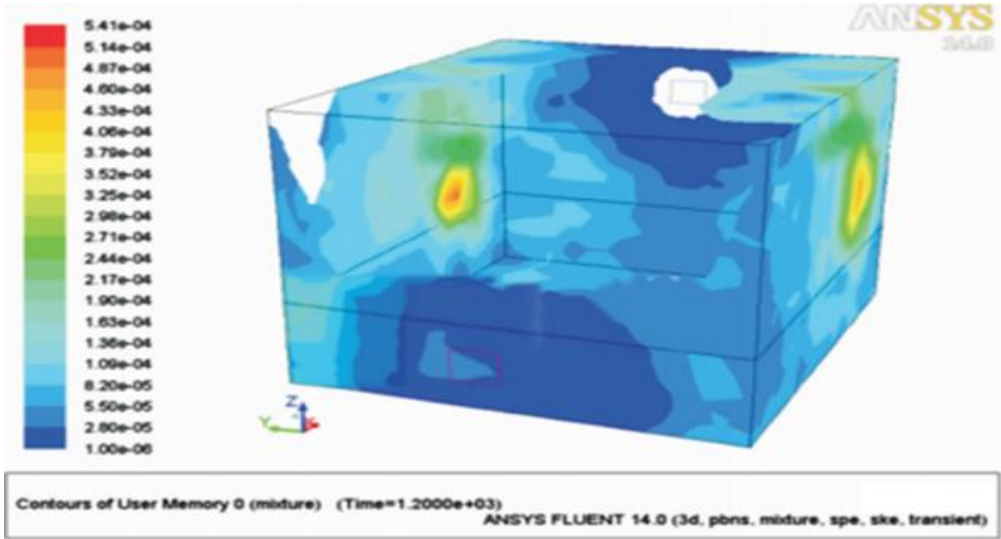 ANSYS
14.0
5.41e-04
5.14e-04
4.87e-04
4.60e-04
4.33e-04
4.06e-04
3.79e-04
3.52e-04
3.25e-04
2.98e-04
2.71e-04
2.44e-04
2.17e-04
1.90e-04
1.63e-04
1.36e-04
1.09e-04
8.20e-05
5.50e-05
2.80e-05
1.00e-06
Z
Y
X
Contours of User Memory 0 (mixture) (Time=1.2000e+03)
ANSYS FLUENT 14.0 (3d, pbns, mixture, spe, ske, transient)